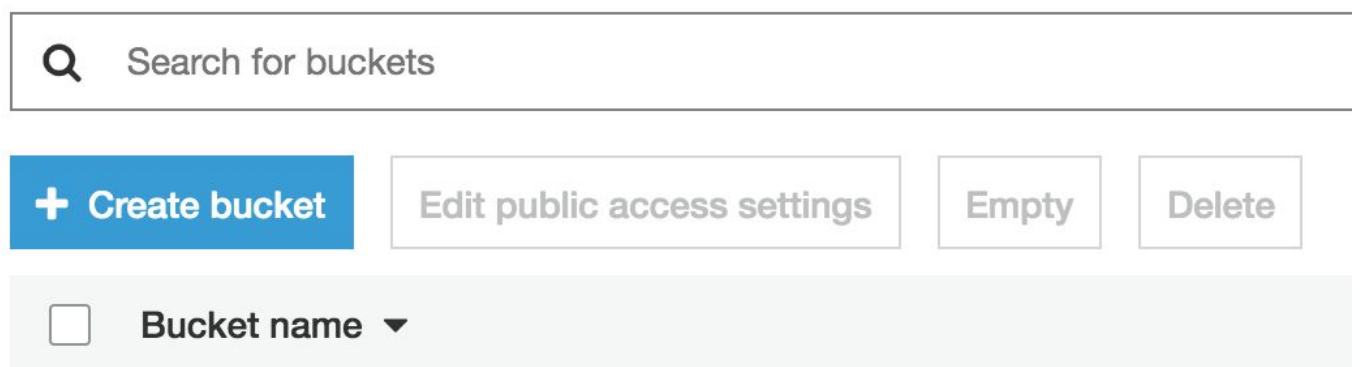 Search for buckets
+ Create bucket Edit public access settings Empty Delete
Bucket name